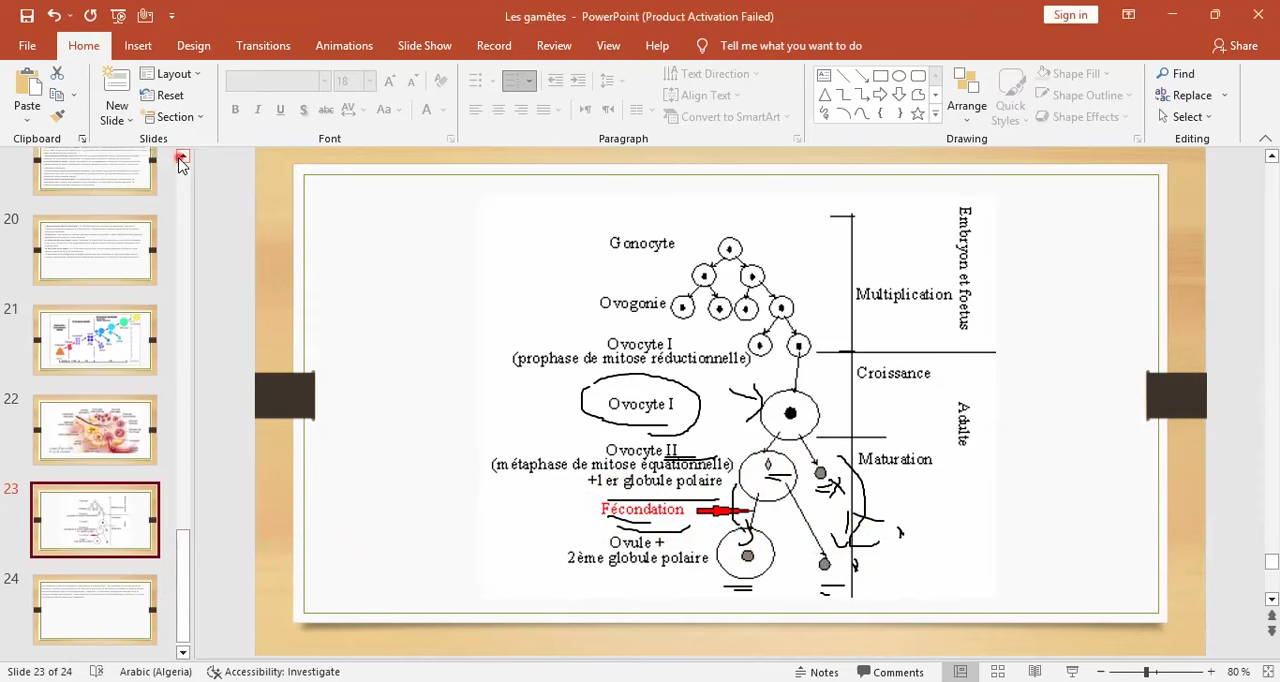 Les gamètes - PowerPoint (Product Activation Failed)
Sign in
File Home Insert Design Transitions Animations Slide Show Record Review View Help Tell me what you want to do Share
Paste
Clipboard
New Slide
Layout
Reset
Section
Slides
18
B I U S abc AV Aa A
Font
Text Direction
Align Text
Convert to SmartArt
Paragraph
Arrange
Quick Styles
Shape Fill
Shape Outline
Shape Effects
Drawing
Find
Replace
Select
Editing
20
21
22
23
24
Gonocyte
Ovogonie
Ovocyte I
(prophase de mitose réductionnelle)
Ovocyte I
Ovocyte II
(métaphase de mitose équationnelle)
+1er globule polaire
Fécondation
Ovule +
2ème globule polaire
Multiplication
Croissance
Maturation
Embryon et foetus
Adulte
Slide 23 of 24 Arabic (Algeria) Accessibility: Investigate Notes Comments 80 %